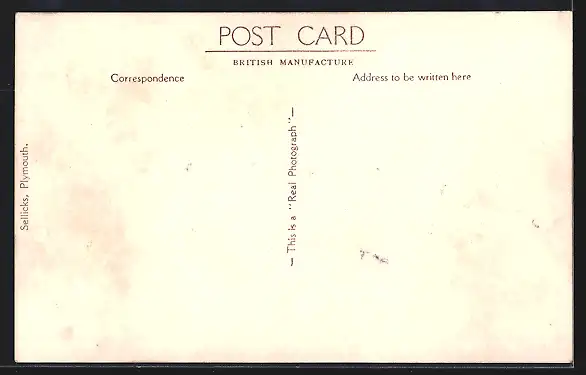 POST CARD
BRITISH MANUFACTURE
Correspondence
Address to be written here
Sellicks, Plymouth.
— This is a "Real Photograph" —